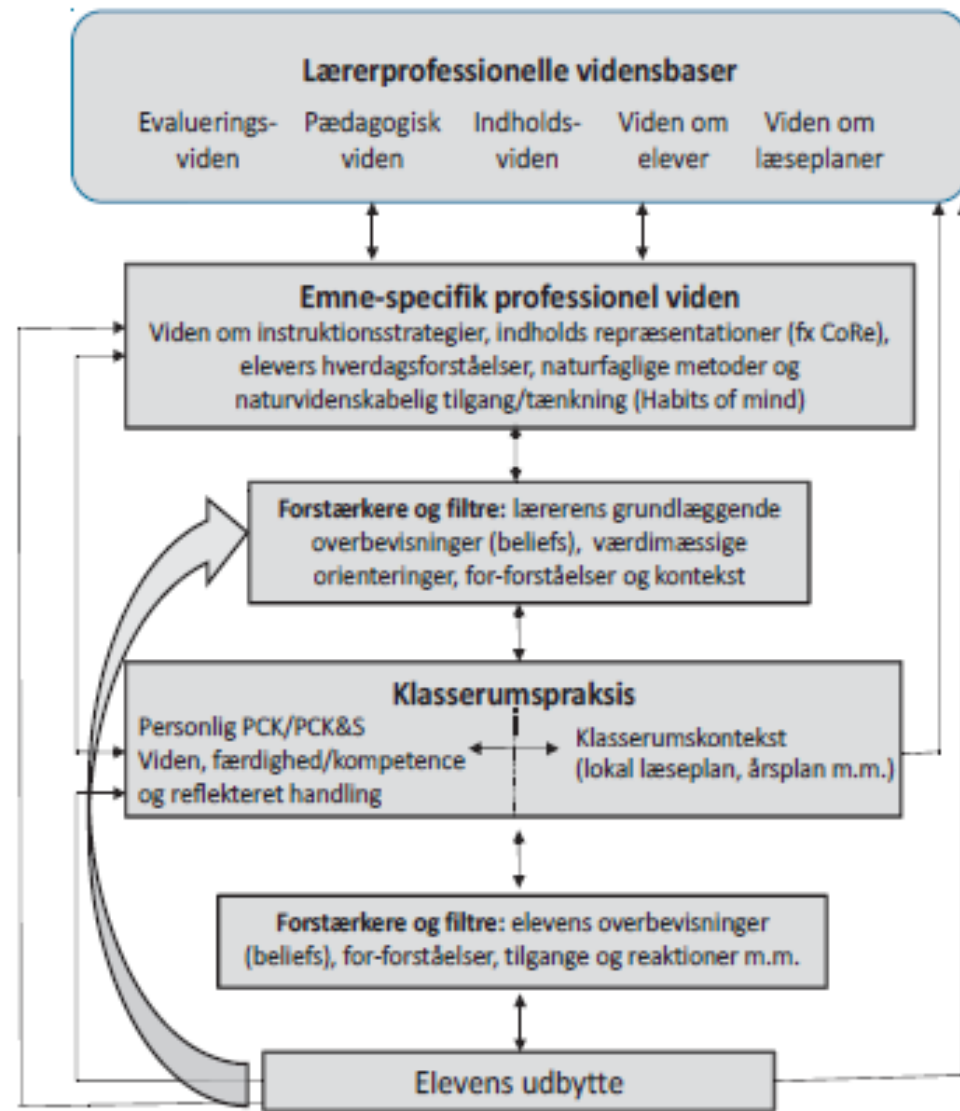 Lærerprofessionelle vidensbaser
Evaluerings-
viden
Pædagogisk
viden
Indholds-
viden
Viden om
elever
Viden om
læseplaner
Emne-specifik professionel viden
Viden om instruktionsstrategier, indholds repræsentationer (fx CoRe),
elevers hverdagsforståelser, naturfaglige metoder og
naturvidenskabelig tilgang/tænkning (Habits of mind)
Forstærkere og filtre: lærerens grundlæggende
overbevisninger (beliefs), værdimæssige
orienteringer, for-forståelser og kontekst
Klasserumspraksis
Personlig PCK/PCK&S
Viden, færdighed/kompetence
og reflekteret handling
Klasserumskontekst
(lokal læseplan, årsplan m.m.)
Forstærkere og filtre: elevens overbevisninger
(beliefs), for-forståelser, tilgange og reaktioner m.m.
Elevens udbytte